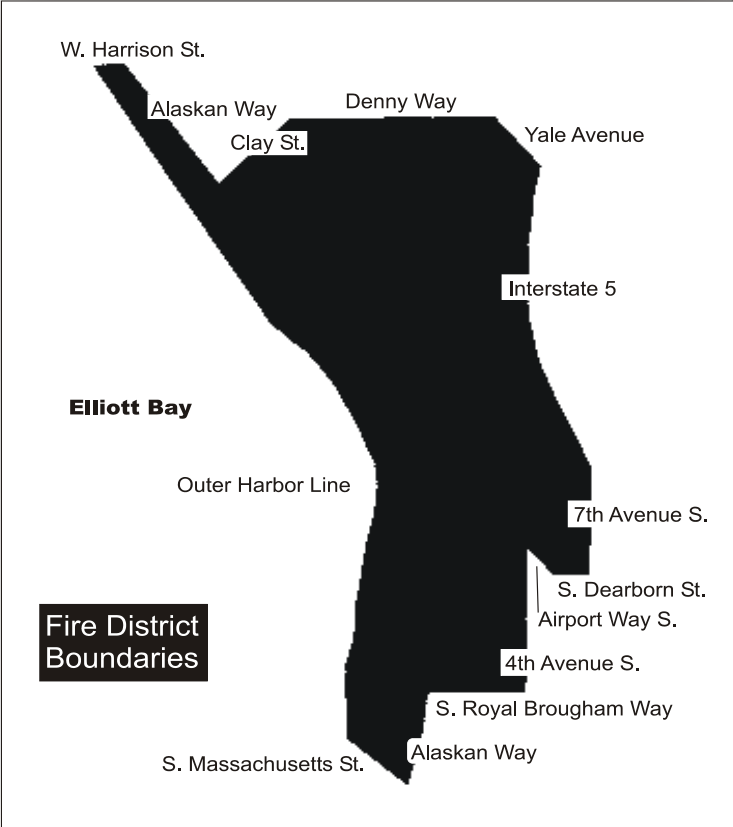 W. Harrison St.
Denny Way
Alaskan Way
Yale Avenue
Clay St.
Interstate 5
Elliott Bay
Outer Harbor Line
7th Avenue S.
S. Dearborn St.
Airport Way S.
Fire District
Boundaries
4th Avenue S.
S. Royal Brougham Way
Alaskan Way
S. Massachusetts St.